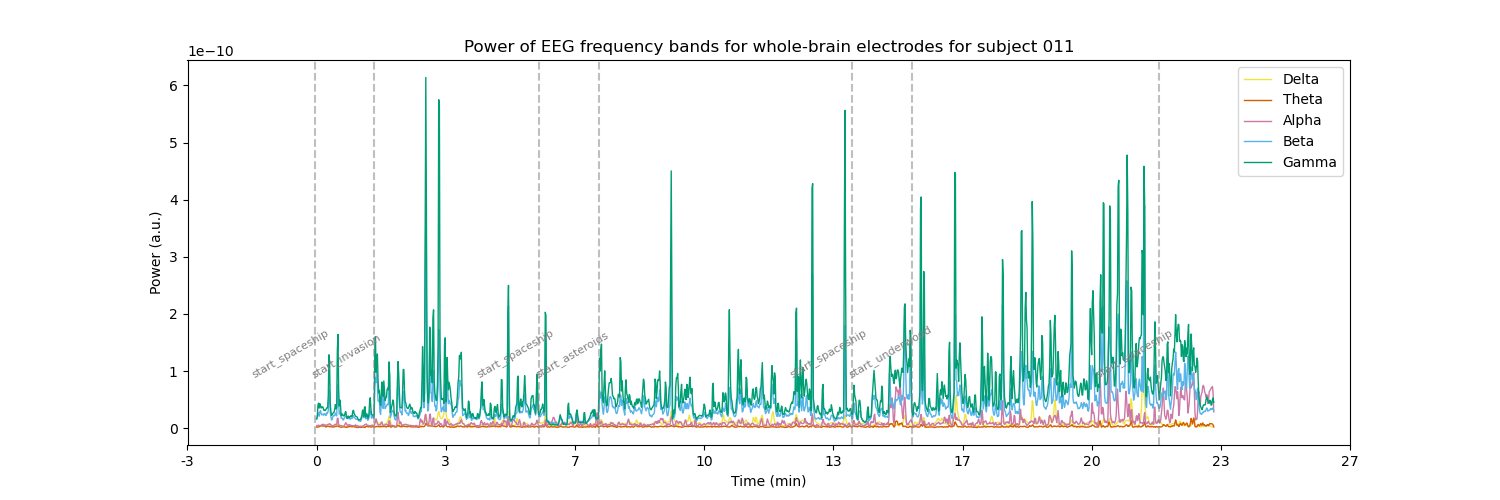 Power of EEG frequency bands for whole-brain electrodes for subject 011
1e−10
6
5
4
3
2
1
0
Power (a.u.)
start_spaceship
start_invasion
start_spaceship
start_asteroids
start_spaceship
start_underwood
start_spaceship
Delta
Theta
Alpha
Beta
Gamma
-3 0 3 7 10 13 17 20 23 27
Time (min)